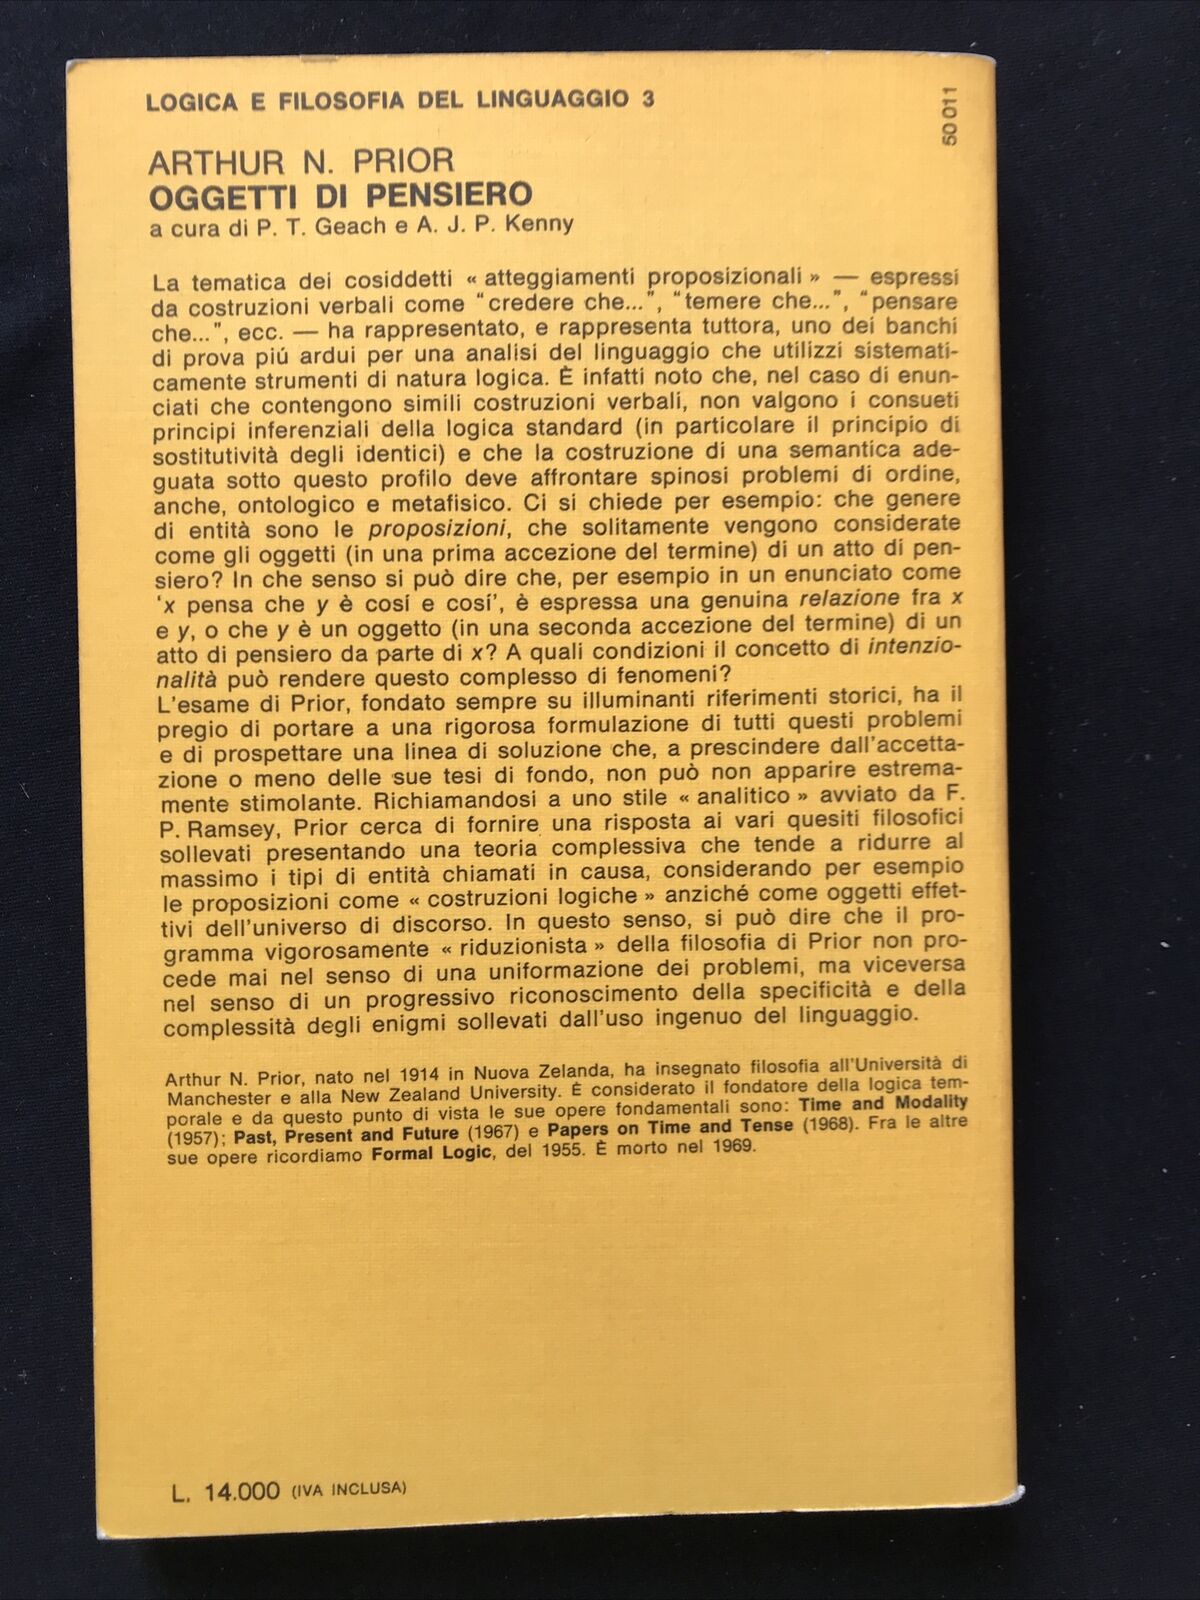 LOGICA E FILOSOFIA DEL LINGUAGGIO 3
50 011
ARTHUR N. PRIOR
OGGETTI DI PENSIERO
a cura di P. T. Geach e A. J. P. Kenny
La tematica dei cosiddetti « atteggiamenti proposizionali » — espressi
da costruzioni verbali come "credere che...", "temere che...", "pensare
che...", ecc. — ha rappresentato, e rappresenta tuttora, uno dei banchi
di prova piú ardui per una analisi del linguaggio che utilizzi sistemati-
camente strumenti di natura logica. È infatti noto che, nel caso di enun-
ciati che contengono simili costruzioni verbali, non valgono i consueti
principi inferenziali della logica standard (in particolare il principio di
sostitutività degli identici) e che la costruzione di una semantica ade-
guata sotto questo profilo deve affrontare spinosi problemi di ordine,
anche, ontologico e metafisico. Ci si chiede per esempio: che genere
di entità sono le proposizioni, che solitamente vengono considerate
come gli oggetti (in una prima accezione del termine) di un atto di pen-
siero? In che senso si può dire che, per esempio in un enunciato come
'x pensa che y è cosí e cosí', è espressa una genuina relazione fra x
e y, o che y è un oggetto (in una seconda accezione del termine) di un
atto di pensiero da parte di x? A quali condizioni il concetto di intenzio-
nalità può rendere questo complesso di fenomeni?
L'esame di Prior, fondato sempre su illuminanti riferimenti storici, ha il
pregio di portare a una rigorosa formulazione di tutti questi problemi
e di prospettare una linea di soluzione che, a prescindere dall'accetta-
zione o meno delle sue tesi di fondo, non può non apparire estrema-
mente stimolante. Richiamandosi a uno stile « analitico » avviato da F.
P. Ramsey, Prior cerca di fornire una risposta ai vari quesiti filosofici
sollevati presentando una teoria complessiva che tende a ridurre al
massimo i tipi di entità chiamati in causa, considerando per esempio
le proposizioni come « costruzioni logiche » anziché come oggetti effet-
tivi dell'universo di discorso. In questo senso, si può dire che il pro-
gramma vigorosamente « riduzionista » della filosofia di Prior non pro-
cede mai nel senso di una uniformazione dei problemi, ma viceversa
nel senso di un progressivo riconoscimento della specificità e della
complessità degli enigmi sollevati dall'uso ingenuo del linguaggio.
Arthur N. Prior, nato nel 1914 in Nuova Zelanda, ha insegnato filosofia all'Università di
Manchester e alla New Zealand University. È considerato il fondatore della logica tem-
porale e da questo punto di vista le sue opere fondamentali sono: Time and Modality
(1957); Past, Present and Future (1967) e Papers on Time and Tense (1968). Fra le altre
sue opere ricordiamo Formal Logic, del 1955. È morto nel 1969.
L. 14.000 (IVA INCLUSA)